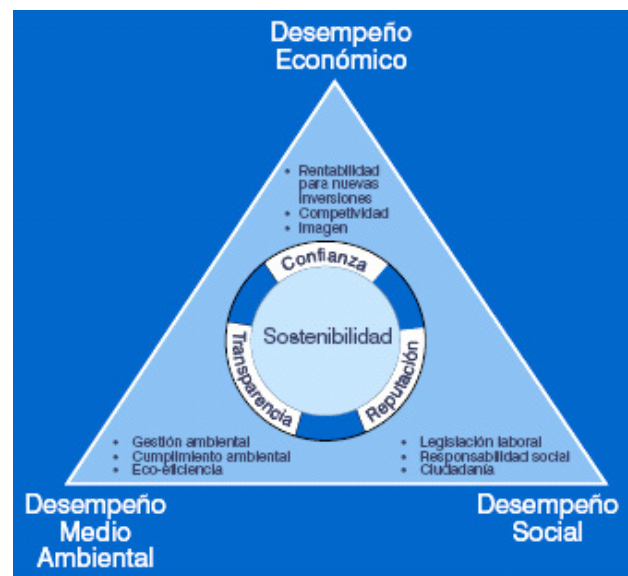 Desempeño
Económico
• Rentabilidad
para nuevas
inversiones
• Competividad
• Imagen
Confianza
Sostenibilidad
Transparencia
Reputación
• Gestión ambiental
• Cumplimiento ambiental
• Eco-eficiencia
• Legislación laboral
• Responsabilidad social
• Ciudadanía
Desempeño
Medio
Ambiental
Desempeño
Social